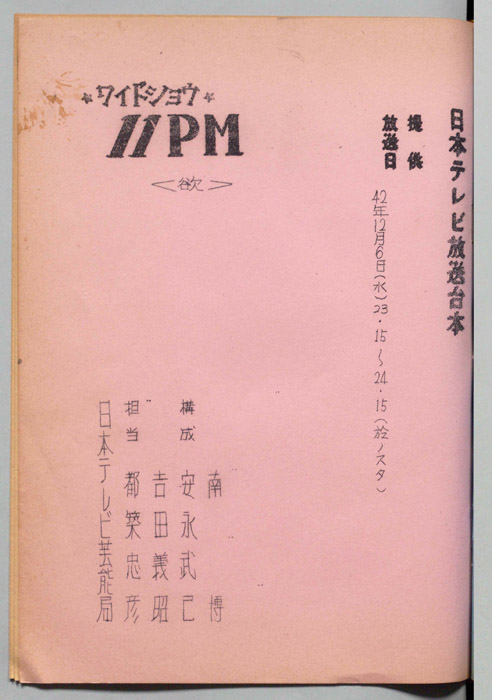 日本テレビ放送台本
提供
放送日 42年12月6日(水)23・15〜24・15(於ノスタ)
☆ワイドショウ☆
11PM
<欲>
南 博
構成 安永武己
吉田義昭
担当 都築忠彦
日本テレビ芸能局